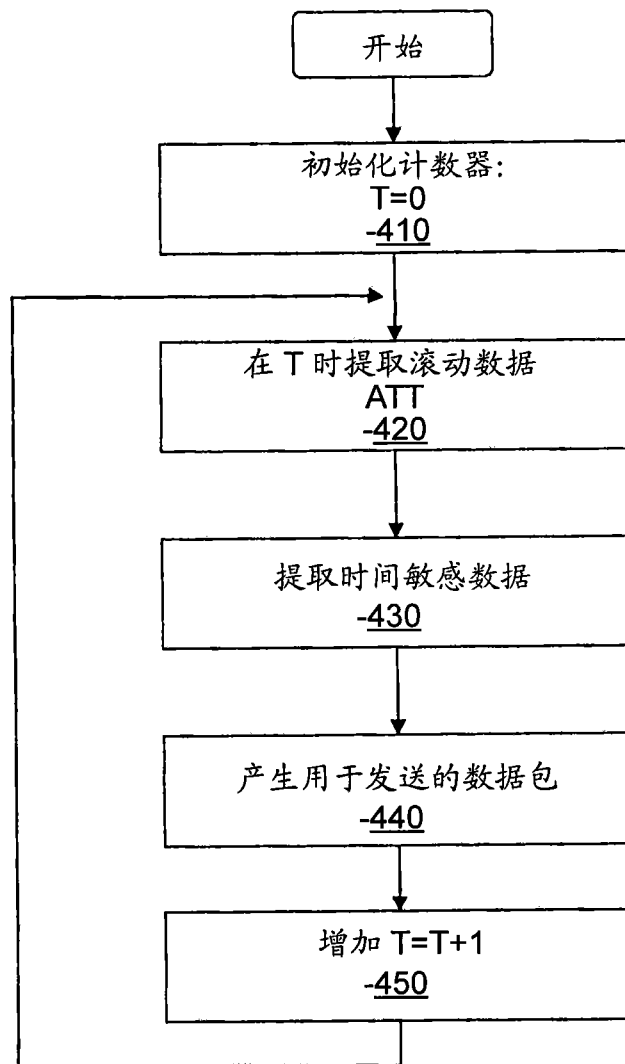 开始
初始化计数器:
T=0
-410
在 T 时提取滚动数据
ATT
-420
提取时间敏感数据
-430
产生用于发送的数据包
-440
增加 T=T+1
-450